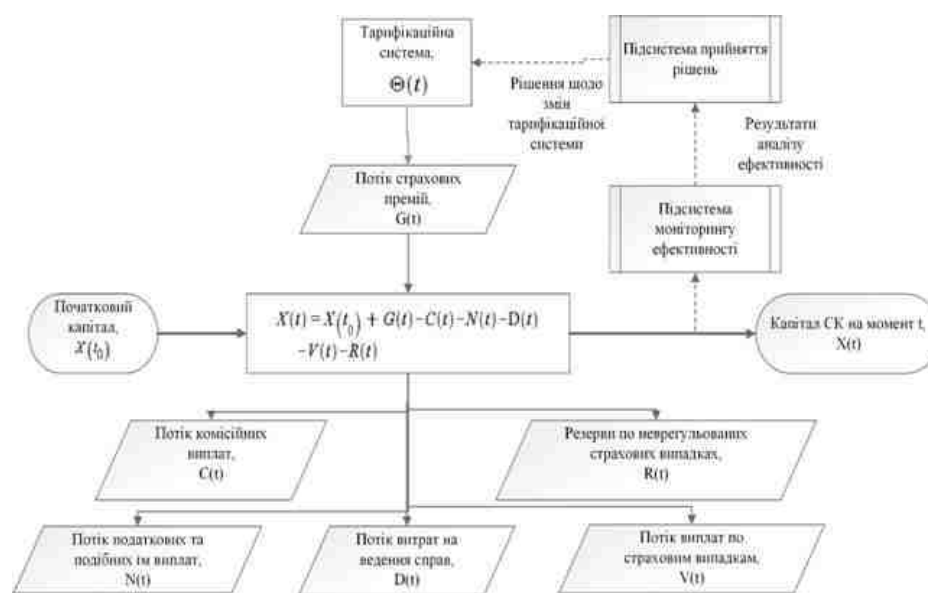 Тарифікаційна
система,
Θ(t)
Підсистема прийняття
рішень
Рішення щодо
змін
тарифікаційної
системи
Результати
аналізу
ефективності
Потік страхових
премій,
G(t)
Підсистема
моніторингу
ефективності
Початковий
капітал,
X(t₀)
X(t) = X(t₀) + G(t) – C(t) – N(t) – D(t)
– V(t) – R(t)
Капітал СК на момент t,
X(t)
Потік комісійних
виплат,
C(t)
Резерви по неврегульованих
страхових випадках,
R(t)
Потік податкових та
подібних їм виплат,
N(t)
Потік витрат на
ведення справ,
D(t)
Потік виплат по
страховим випадкам,
V(t)